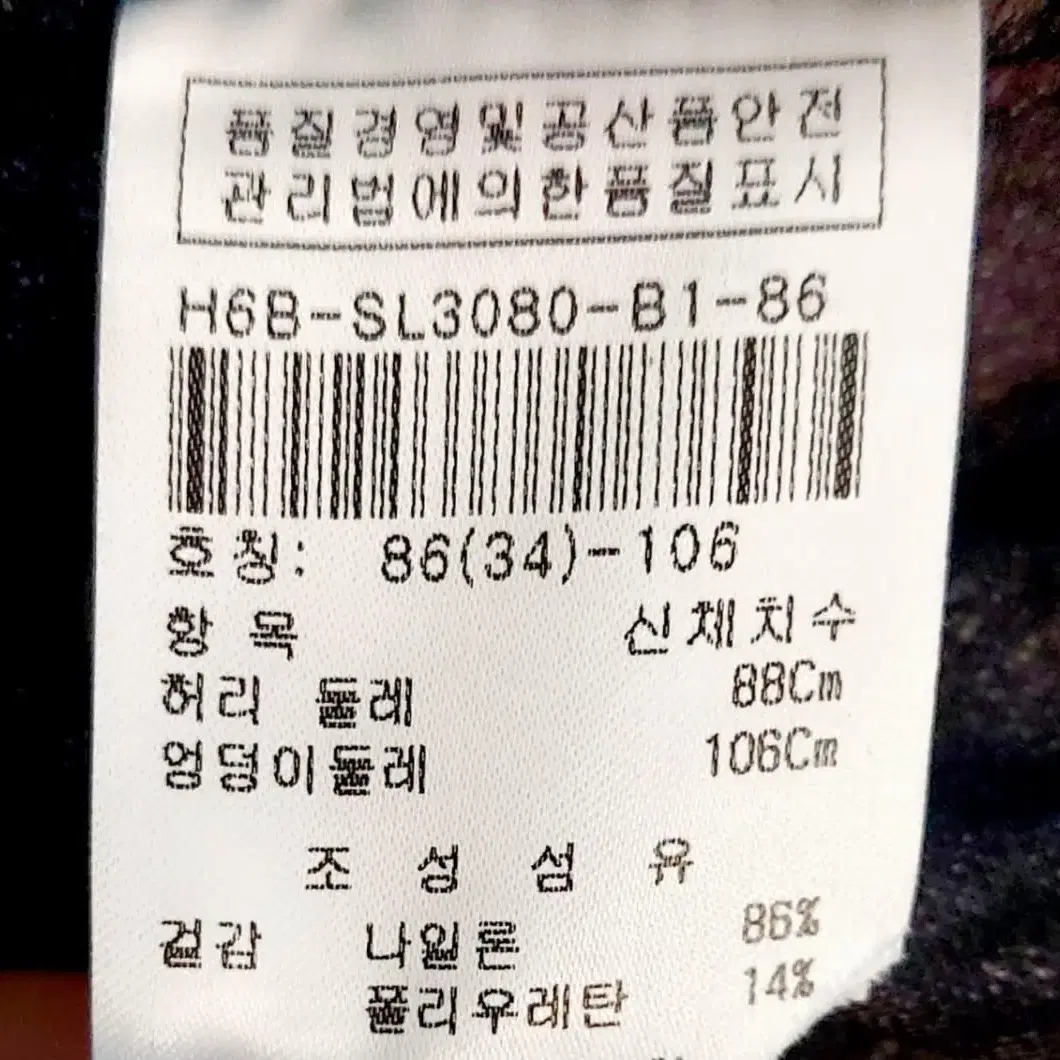 품질경영및공산품안전
관리법에의한품질표시
H6B-SL3080-B1-86
호칭: 86(34)-106
항목 신체치수
허리 둘레 88Cm
엉덩이둘레 106Cm
조성섬유
겉감 나일론 86%
폴리우레탄 14%